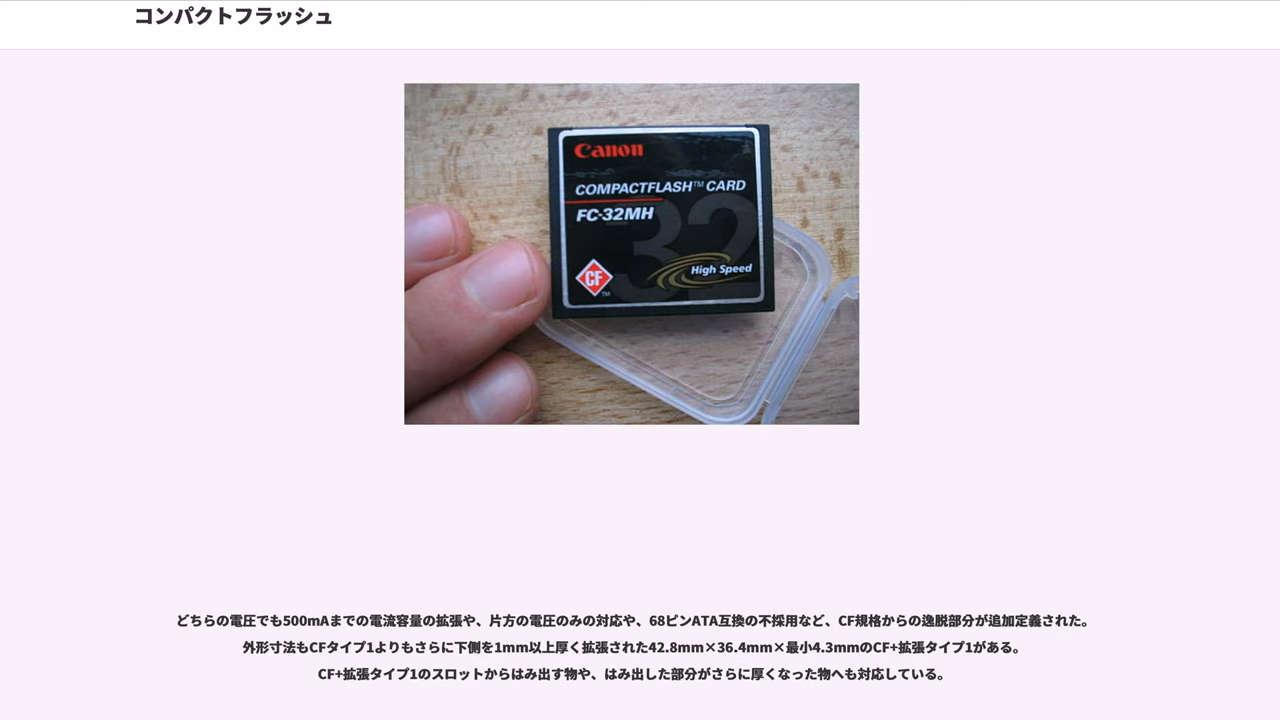 コンパクトフラッシュ
Canon
COMPACTFLASH™ CARD
FC-32MH
32
CF
TM
High Speed
どちらの電圧でも500mAまでの電流容量の拡張や、片方の電圧のみの対応や、68ピンATA互換の不採用など、CF規格からの逸脱部分が追加定義された。
外形寸法もCFタイプ1よりもさらに下側を1mm以上厚く拡張された42.8mm×36.4mm×最小4.3mmのCF+拡張タイプ1がある。
CF+拡張タイプ1のスロットからはみ出す物や、はみ出した部分がさらに厚くなった物へも対応している。